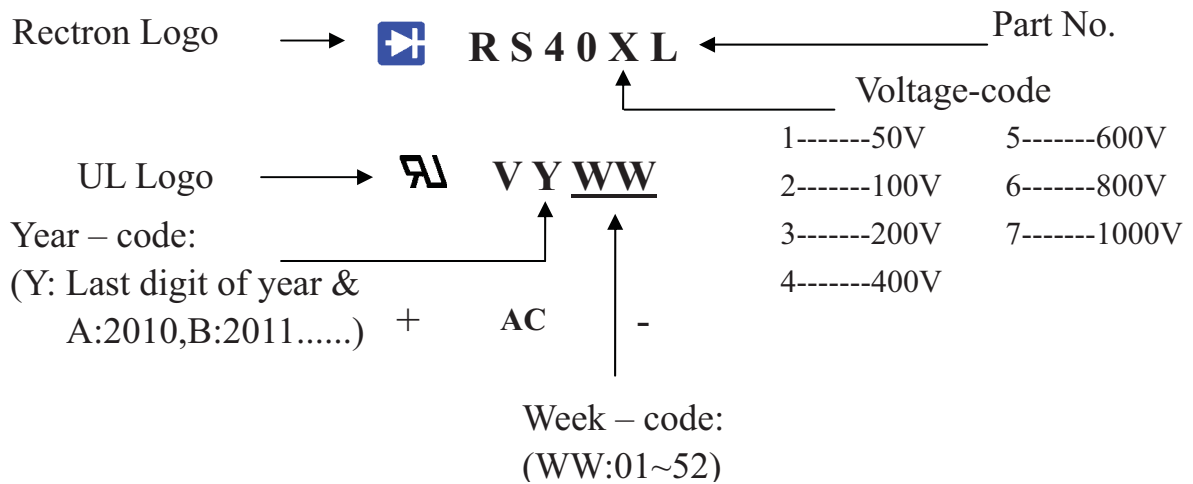 Rectron Logo R S 4 0 X L Part No.
Voltage-code
1-------50V 5-------600V
UL Logo V Y WW 2-------100V 6-------800V
Year – code: 3-------200V 7-------1000V
(Y: Last digit of year & 4-------400V
A:2010,B:2011......) + AC -
Week – code:
(WW:01~52)